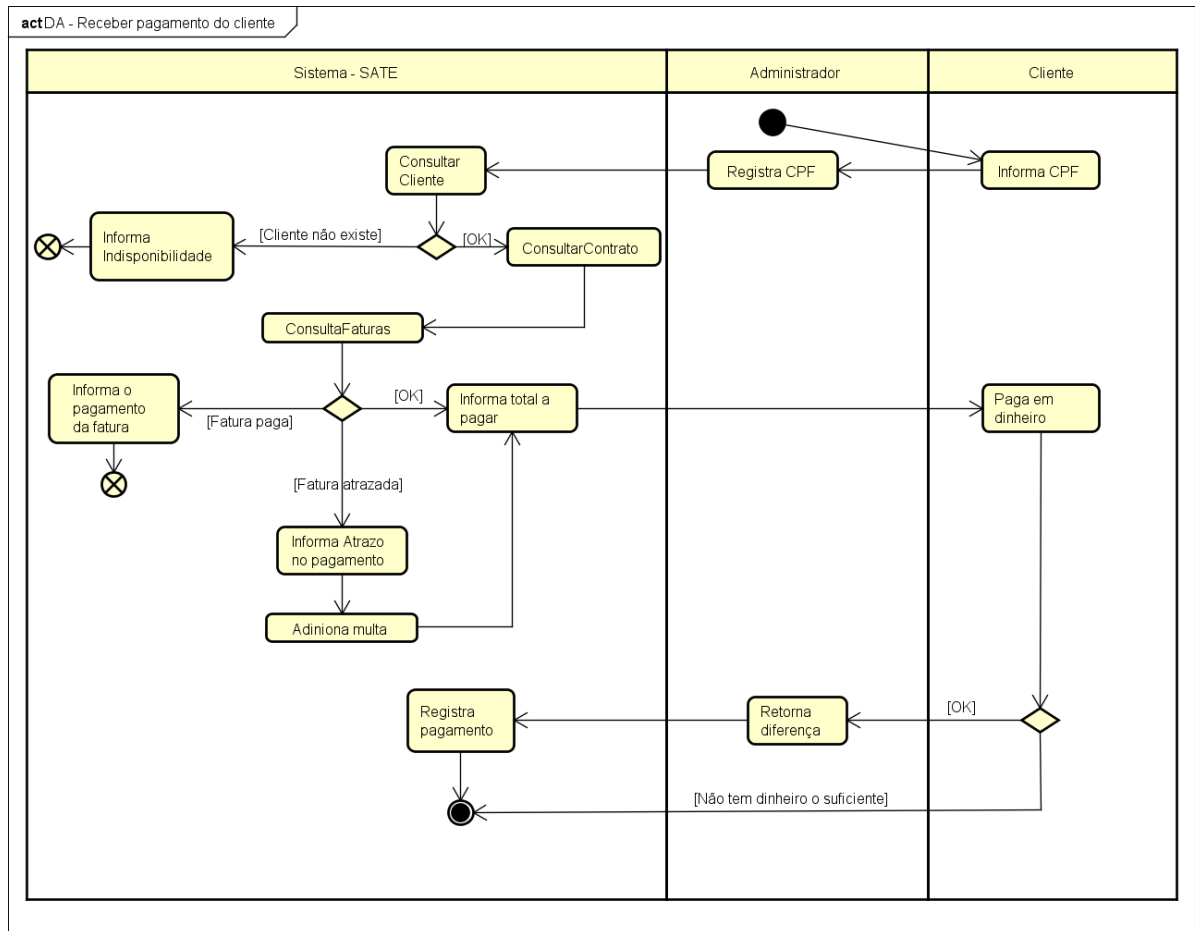 actDA - Receber pagamento do cliente
Sistema - SATE
Administrador
Cliente
Consultar
Cliente
Registra CPF
Informa CPF
Informa
Indisponibilidade
[Cliente não existe]
[OK]
ConsultarContrato
ConsultaFaturas
Informa o
pagamento
da fatura
[Fatura paga]
[OK]
Informa total a
pagar
Paga em
dinheiro
[Fatura atrazada]
Informa Atrazo
no pagamento
Adiniona multa
Registra
pagamento
Retorna
diferença
[OK]
[Não tem dinheiro o suficiente]